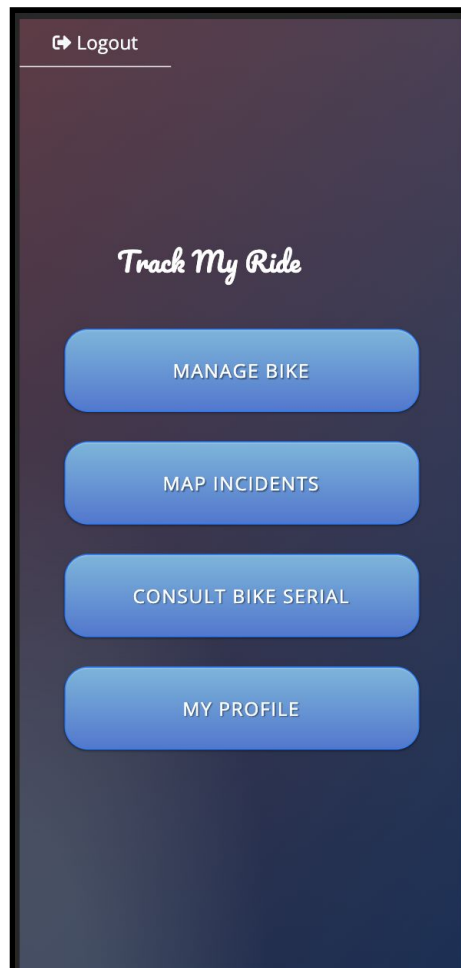 Logout
Track My Ride
MANAGE BIKE
MAP INCIDENTS
CONSULT BIKE SERIAL
MY PROFILE